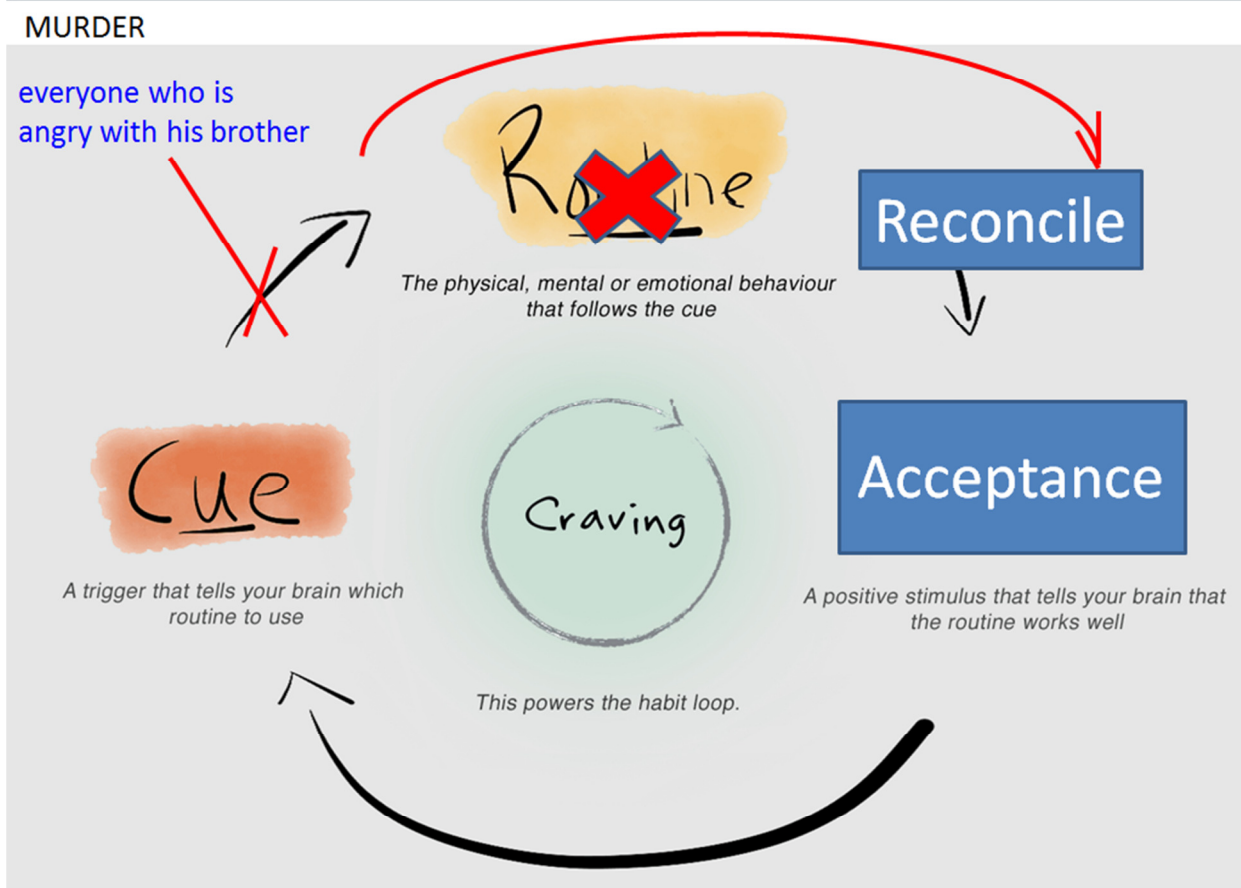 MURDER
everyone who is
angry with his brother
Routine
Reconcile
The physical, mental or emotional behaviour
that follows the cue
Cue
Craving
Acceptance
A trigger that tells your brain which
routine to use
A positive stimulus that tells your brain that
the routine works well
This powers the habit loop.